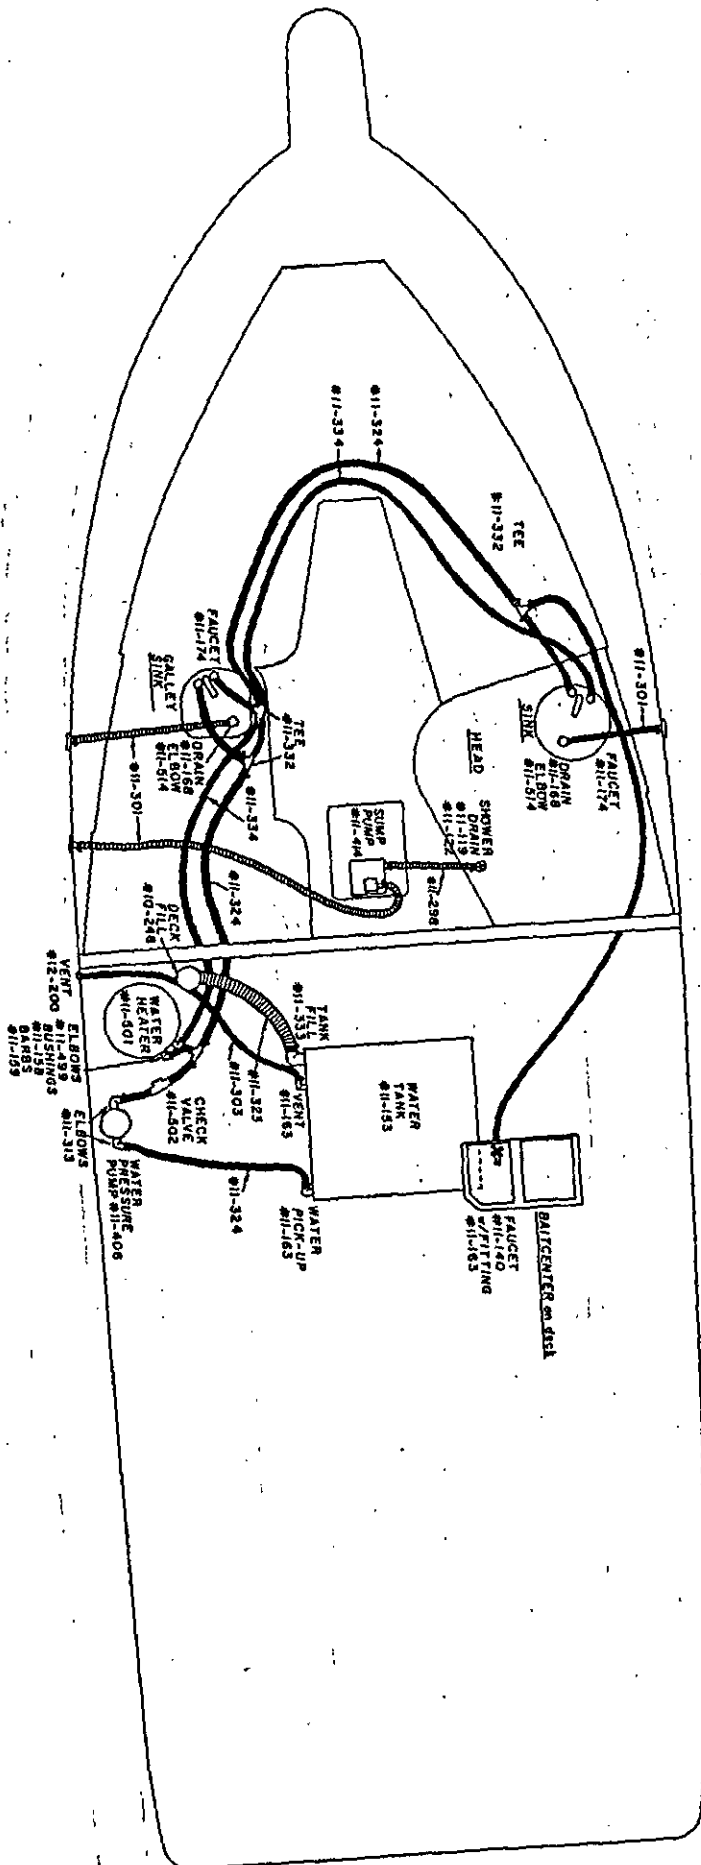 #11-324
#11-334
TEE
#11-332
#11-301
FAUCET
#11-174
SINK
DRAIN
#11-168
ELBOW
#11-514
HEAD
SHOWER
DRAIN
#11-119
#11-122
#11-298
SUMP
PUMP
#11-414
FAUCET
#11-174
GALLEY
SINK
TEE
#11-332
DRAIN
#11-168
ELBOW
#11-514
#11-301
#11-334
#11-324
DECK
FILL
#10-248
VENT
#12-200
WATER
HEATER
#11-501
ELBOWS
#11-499
BUSHINGS
#11-158
BARBS
#11-159
TANK
FILL
#11-333
#11-325
#11-303
VENT
#11-163
CHECK
VALVE
#11-502
ELBOWS
#11-313
WATER
PRESSURE
PUMP #11-406
#11-324
WATER
PICK-UP
#11-163
WATER
TANK
#11-153
FAUCET
#11-140
w/FITTING
#11-163
BAITCENTER on deck